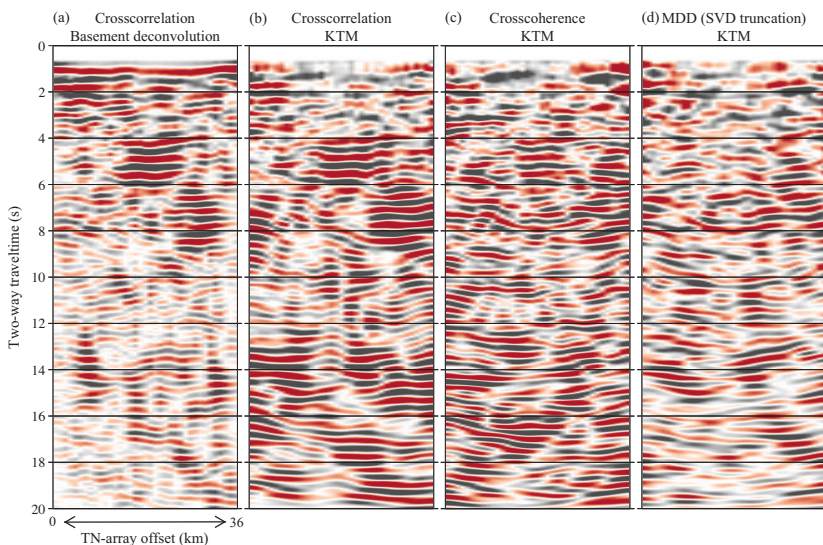 (a) Crosscorrelation
Basement deconvolution
(b) Crosscorrelation
KTM
(c) Crosscoherence
KTM
(d) MDD (SVD truncation)
KTM
Two-way traveltime (s)
0
2
4
6
8
10
12
14
16
18
20
0 36
TN-array offset (km)